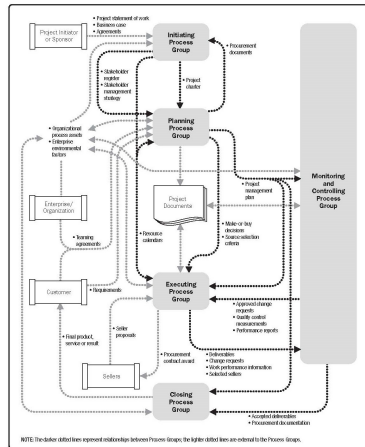 • Project statement of work
• Business case
• Agreements
Project Initiator
or Sponsor
Initiating
Process
Group
• Procurement
documents
• Stakeholder
register
• Stakeholder
management
strategy
• Project
charter
• Organizational
process assets
• Enterprise
environmental
factors
Planning
Process
Group
Monitoring
and
Controlling
Process
Group
• Project
management
plan
Project
Documents
Enterprise/
Organization
• Make-or-buy
decisions
• Source selection
criteria
• Resource
calendars
• Teaming
agreements
Customer
• Requirements
Executing
Process
Group
• Approved change
requests
• Quality control
measurements
• Performance reports
• Final product,
service or result
• Seller
proposals
• Procurement
contract award
• Deliverables
• Change requests
• Work performance information
• Selected sellers
Sellers
Closing
Process
Group
• Accepted deliverables
• Procurement documentation
NOTE: The darker dotted lines represent relationships between Process Groups; the lighter dotted lines are external to the Process Groups.